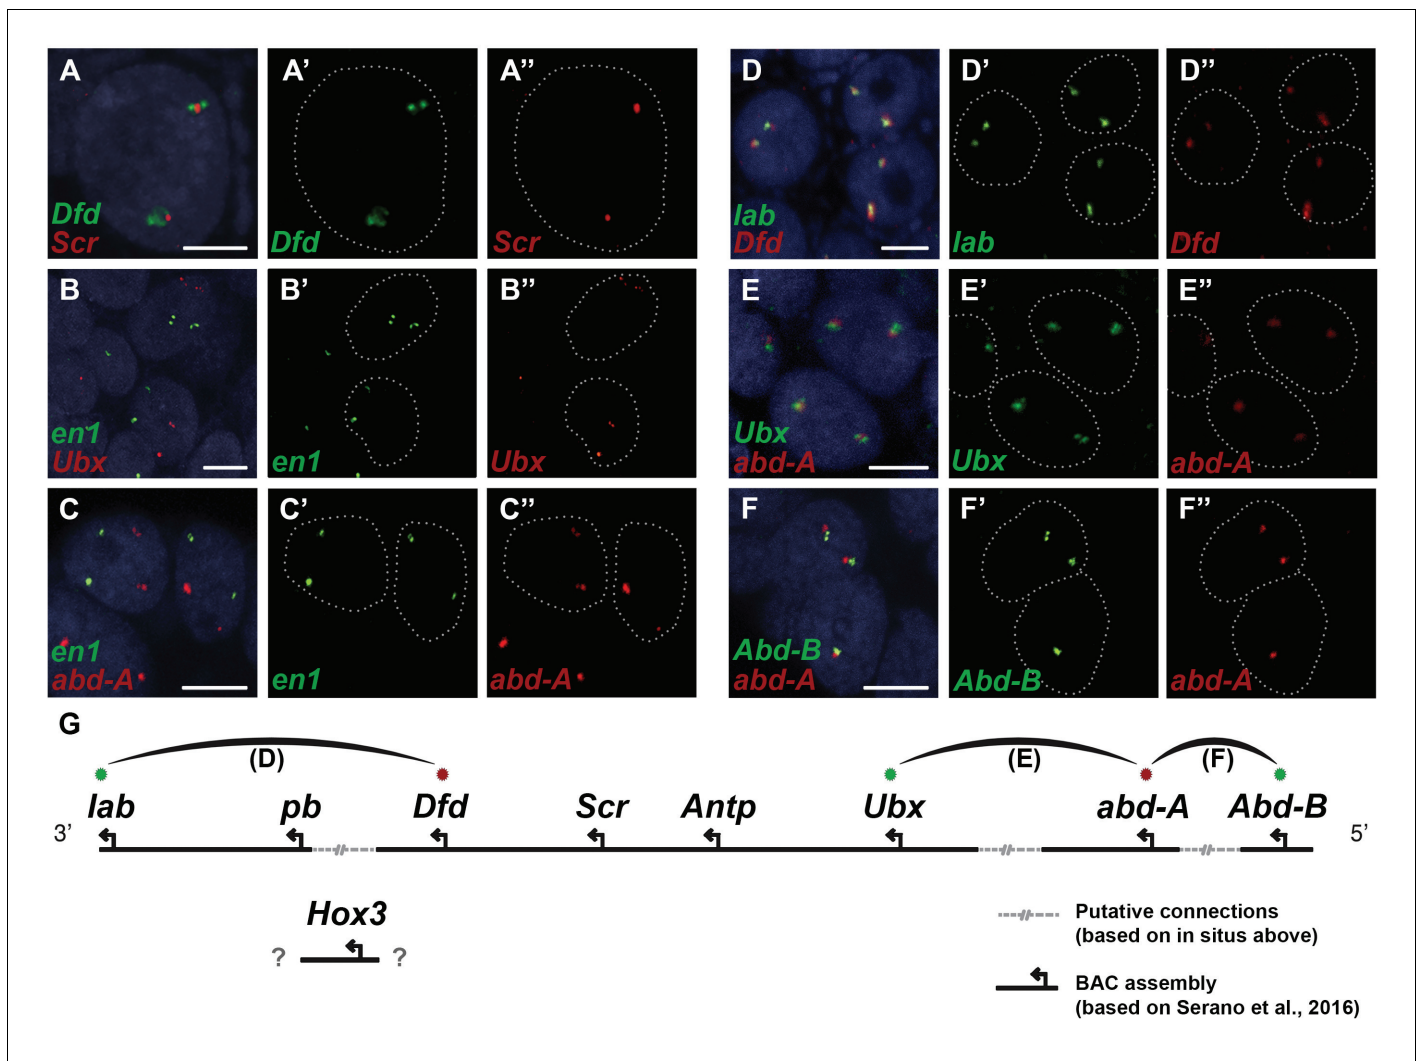 A
Dfd
Scr
A’
Dfd
A’’
Scr
D
lab
Dfd
D’
lab
D’’
Dfd
B
en1
Ubx
B’
en1
B’’
Ubx
E
Ubx
abd-A
E’
Ubx
E’’
abd-A
C
en1
abd-A
C’
en1
C’’
abd-A
F
Abd-B
abd-A
F’
Abd-B
F’’
abd-A
G
(D) (E) (F)
lab pb Dfd Scr Antp Ubx abd-A Abd-B
3’ 5’
Hox3
? ?
Putative connections
(based on in situs above)
BAC assembly
(based on Serano et al., 2016)